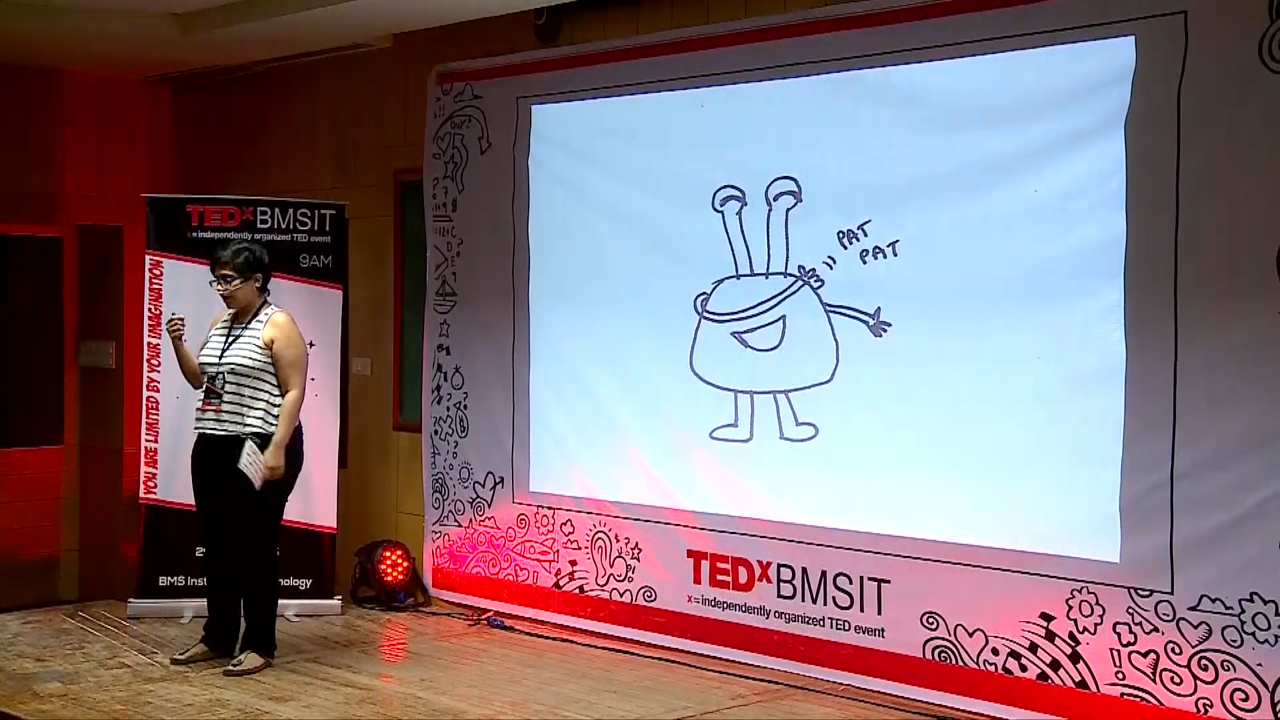 TEDxBMSIT
x = independently organized TED event
9AM
YOU ARE LIMITED BY YOUR IMAGINATION
BMS Inst nology
PAT
PAT
TEDxBMSIT
x = independently organized TED event